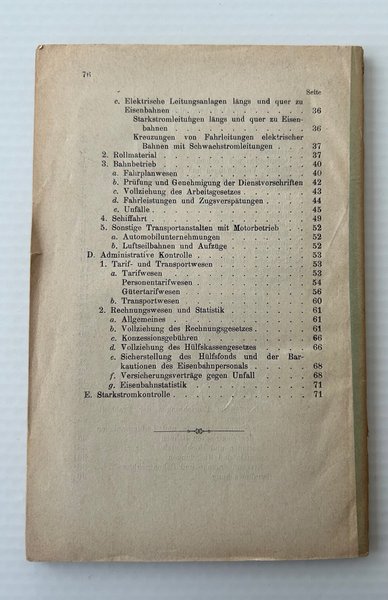 76
Seite
e. Elektrische Leitungsanlagen längs und quer zu
Eisenbahnen . . . . . . . . . . . 36
Starkstromleitungen längs und quer zu Eisen-
bahnen . . . . . . . . . . . 36
Kreuzungen von Fahrleitungen elektrischer
Bahnen mit Schwachstromleitungen . . . 37
2. Rollmaterial . . . . . . . . . . . 37
3. Bahnbetrieb . . . . . . . . . . . 40
a. Fahrplanwesen . . . . . . . . . . . 40
b. Prüfung und Genehmigung der Dienstvorschriften 42
c. Vollziehung des Arbeitsgesetzes . . . . . 43
d. Fahrleistungen und Zugsverspätungen . . . 44
e. Unfälle . . . . . . . . . . . 45
4. Schiffahrt . . . . . . . . . . . 49
5. Sonstige Transportanstalten mit Motorbetrieb . . 52
a. Automobilunternehmungen . . . . . . . 52
b. Luftseilbahnen und Aufzüge . . . . . . 52
D. Administrative Kontrolle . . . . . . . . . 53
1. Tarif- und Transportwesen . . . . . . . 53
a. Tarifwesen . . . . . . . . . . . 53
Personentarifwesen . . . . . . . . . 54
Gütertarifwesen . . . . . . . . . . 56
b. Transportwesen . . . . . . . . . . 60
2. Rechnungswesen und Statistik . . . . . . 61
a. Allgemeines . . . . . . . . . . . 61
b. Vollziehung des Rechnungsgesetzes . . . . 61
c. Konzessionsgebühren . . . . . . . . 66
d. Vollziehung des Hülfskassengesetzes . . . . 66
e. Sicherstellung des Hülfsfonds und der Bar-
kautionen des Eisenbahnpersonals . . . . 68
f. Versicherungsverträge gegen Unfall . . . . 68
g. Eisenbahnstatistik . . . . . . . . . 71
E. Starkstromkontrolle . . . . . . . . . . 71